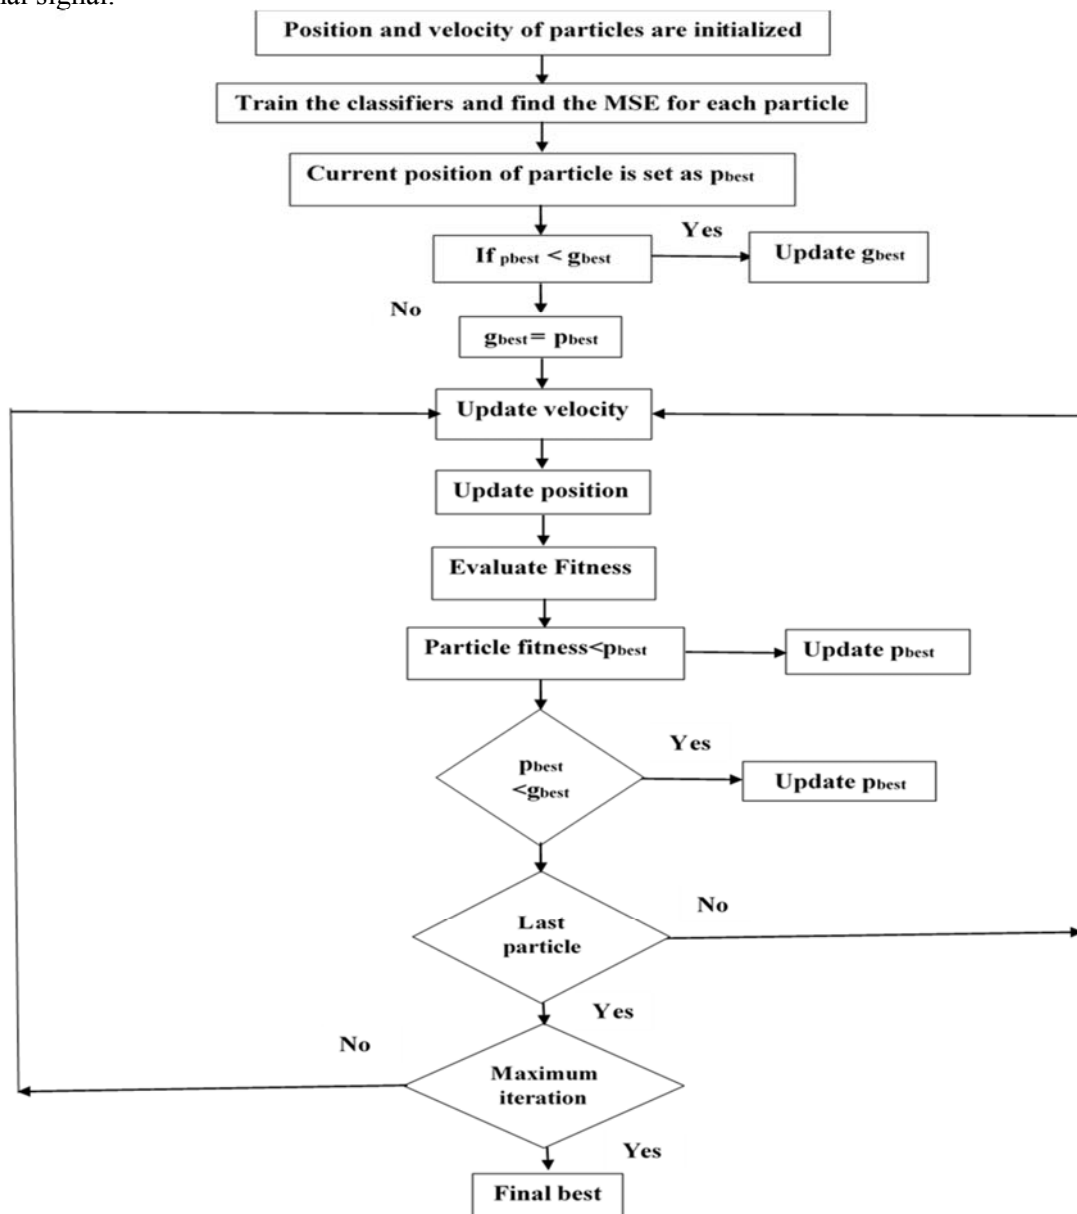 nal signal.
Position and velocity of particles are initialized
Train the classifiers and find the MSE for each particle
Current position of particle is set as pbest
If pbest < gbest
Yes
Update gbest
No
gbest= pbest
Update velocity
Update position
Evaluate Fitness
Particle fitness<pbest
Update pbest
pbest
<gbest
Yes
Update pbest
Last
particle
No
Yes
No
Maximum
iteration
Yes
Final best